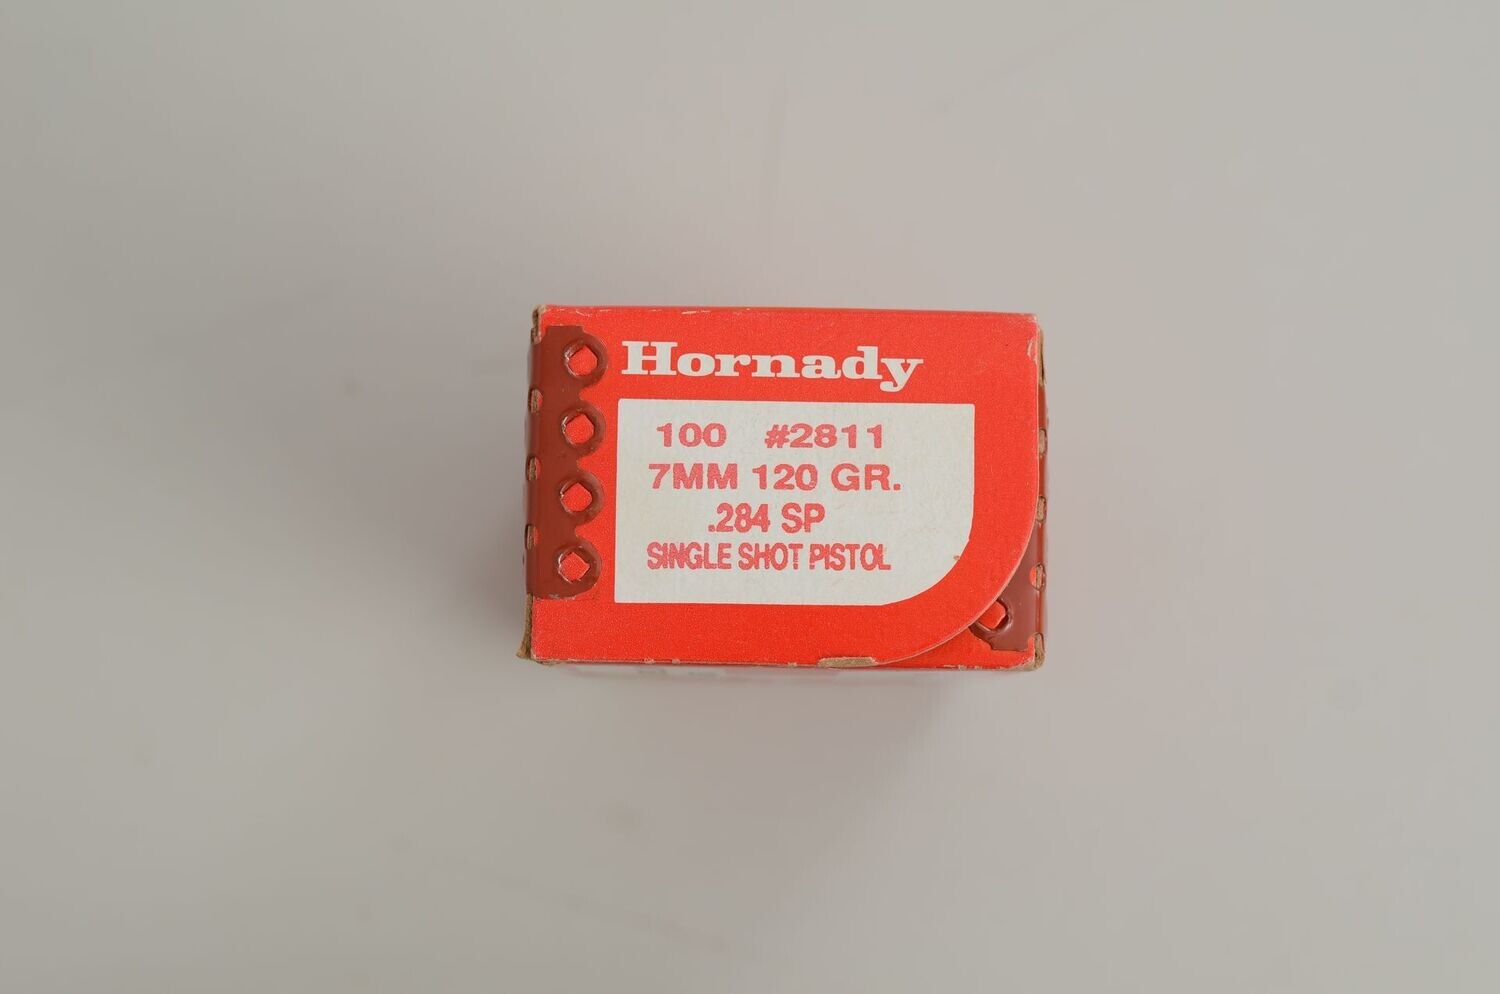 Hornady
100 #2811
7MM 120 GR.
.284 SP
SINGLE SHOT PISTOL